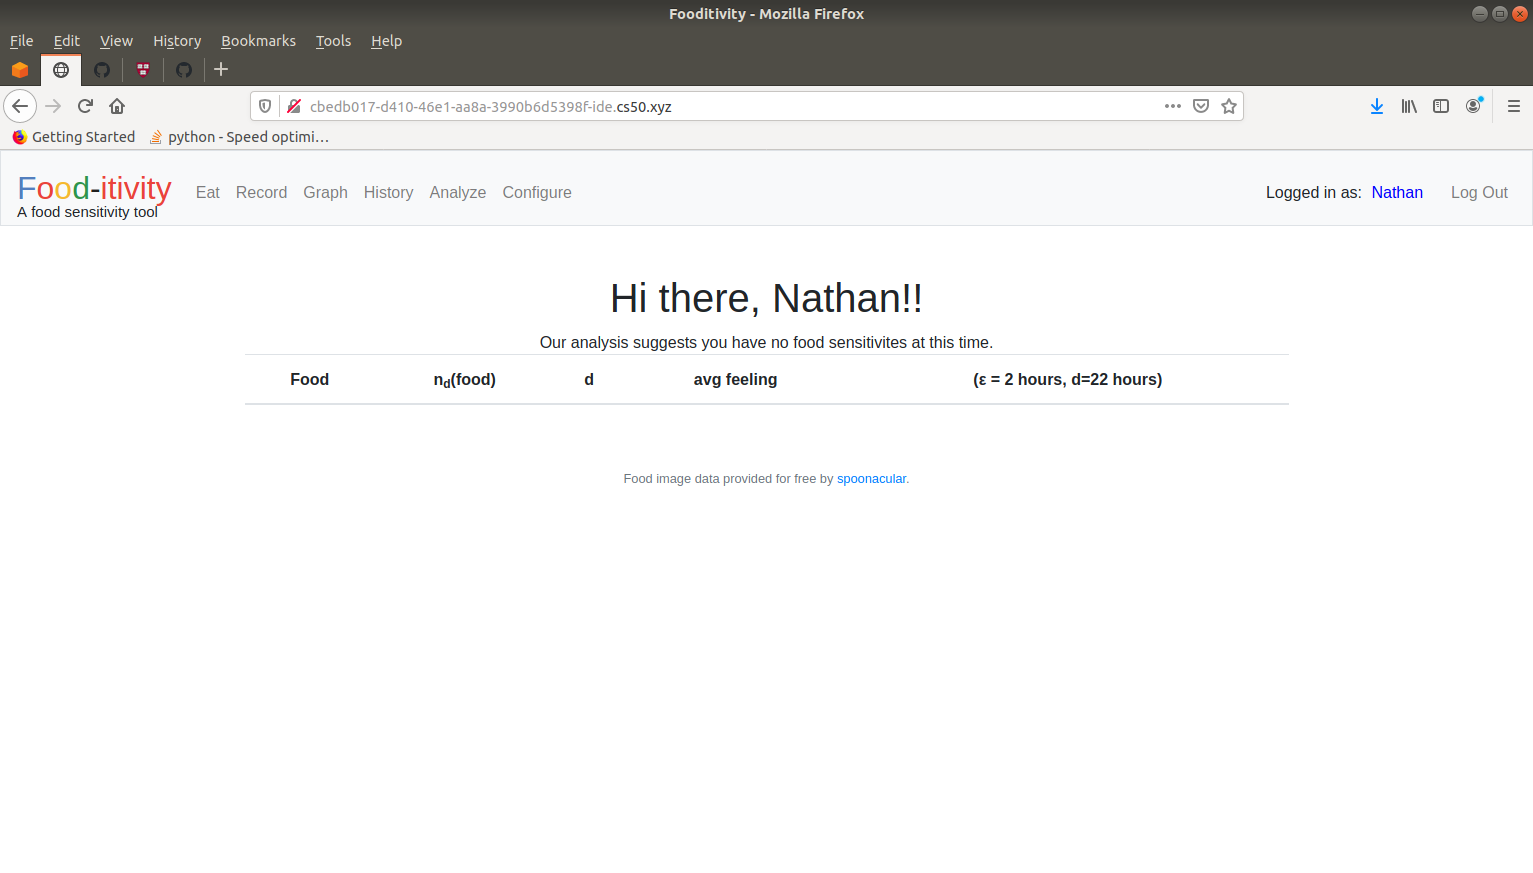 Fooditivity - Mozilla Firefox
File Edit View History Bookmarks Tools Help
cbedb017-d410-46e1-aa8a-3990b6d5398f-ide.cs50.xyz
Getting Started python - Speed optimi…
Food-itivity Eat Record Graph History Analyze Configure Logged in as: Nathan Log Out
A food sensitivity tool
Hi there, Nathan!!
Our analysis suggests you have no food sensitivites at this time.
Food nd(food) d avg feeling (ε = 2 hours, d=22 hours)
Food image data provided for free by spoonacular.